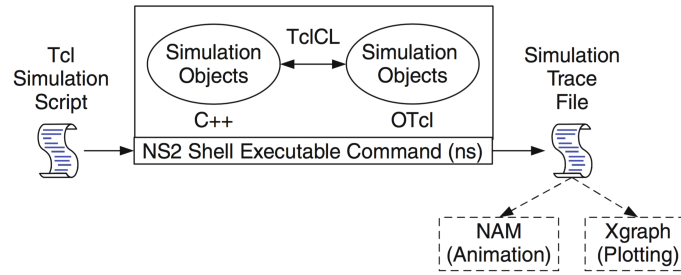 Tcl
Simulation
Script
Simulation
Objects
TclCL
Simulation
Objects
C++
OTcl
NS2 Shell Executable Command (ns)
Simulation
Trace
File
NAM
(Animation)
Xgraph
(Plotting)